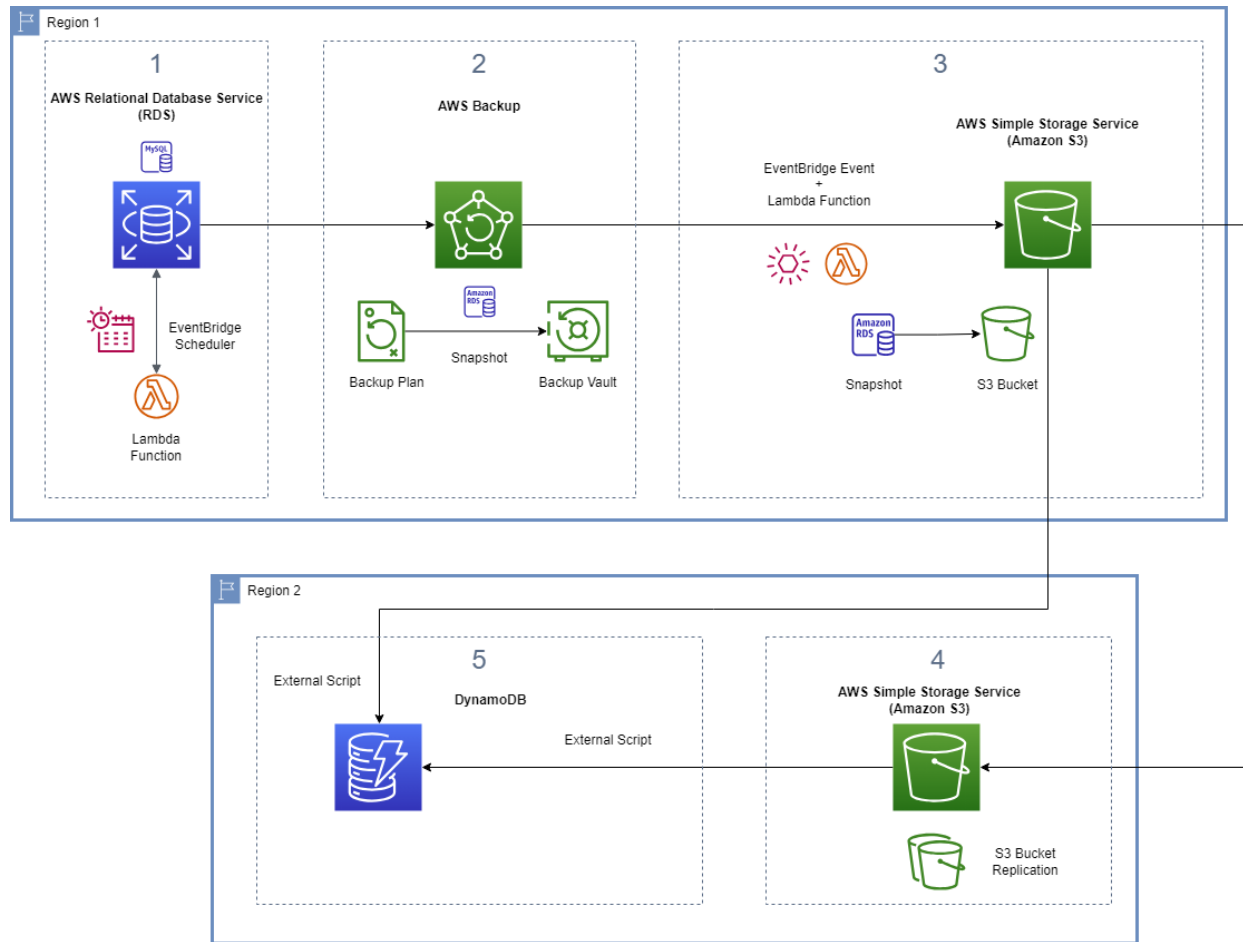 Region 1
1
AWS Relational Database Service
(RDS)
MySQL
EventBridge
Scheduler
Lambda
Function
2
AWS Backup
Amazon
RDS
Snapshot
Backup Plan
Backup Vault
3
AWS Simple Storage Service
(Amazon S3)
EventBridge Event
+
Lambda Function
Amazon
RDS
Snapshot
S3 Bucket
Region 2
5
DynamoDB
External Script
External Script
4
AWS Simple Storage Service
(Amazon S3)
S3 Bucket
Replication